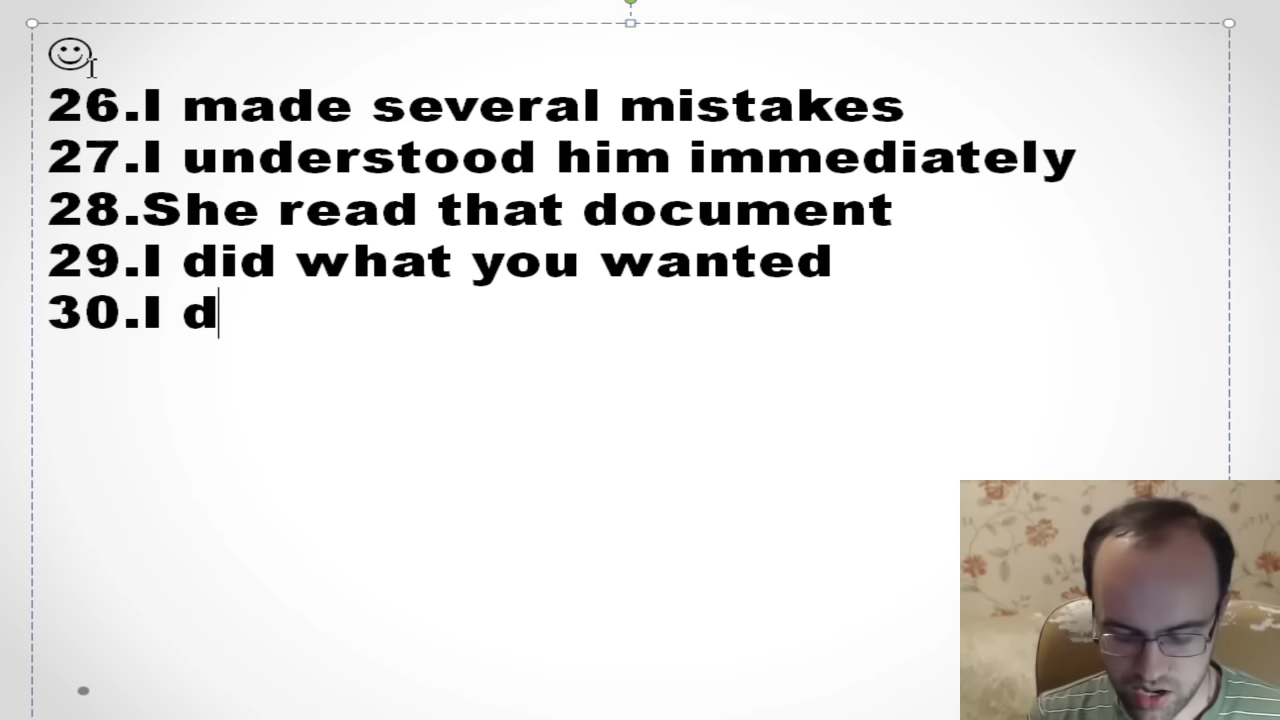 26.I made several mistakes
27.I understood him immediately
28.She read that document
29.I did what you wanted
30.I d